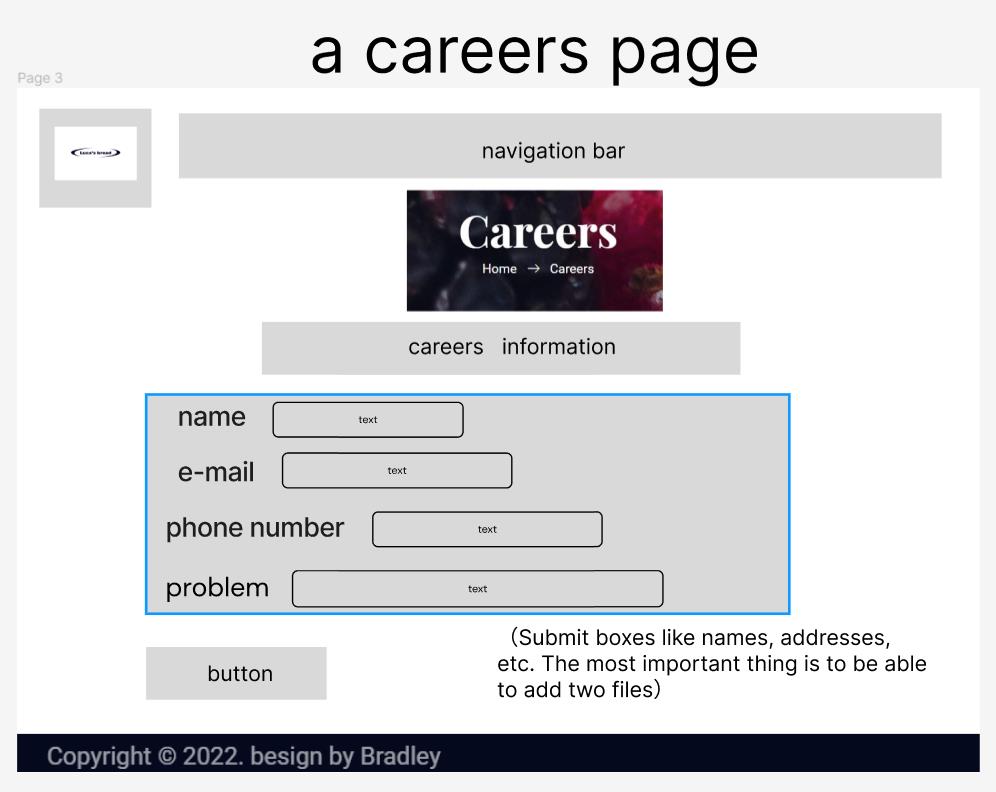 a careers page
Page 3
Luna's bread
navigation bar
Careers
Home → Careers
careers information
name text
e-mail text
phone number text
problem text
（Submit boxes like names, addresses,
etc. The most important thing is to be able
to add two files）
button
Copyright © 2022. besign by Bradley